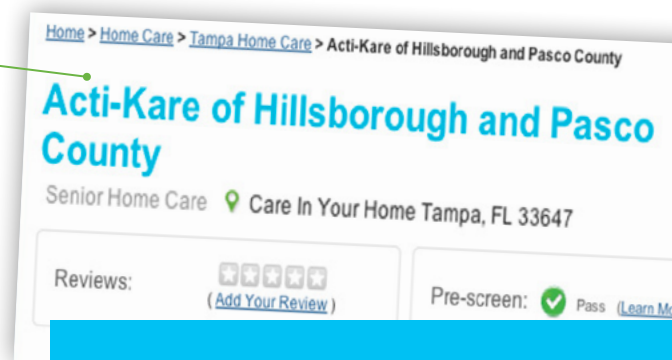 Home > Home Care > Tampa Home Care > Acti-Kare of Hillsborough and Pasco County
Acti-Kare of Hillsborough and Pasco
County
Senior Home Care Care In Your Home Tampa, FL 33647
Reviews:
(Add Your Review)
Pre-screen: Pass (Learn